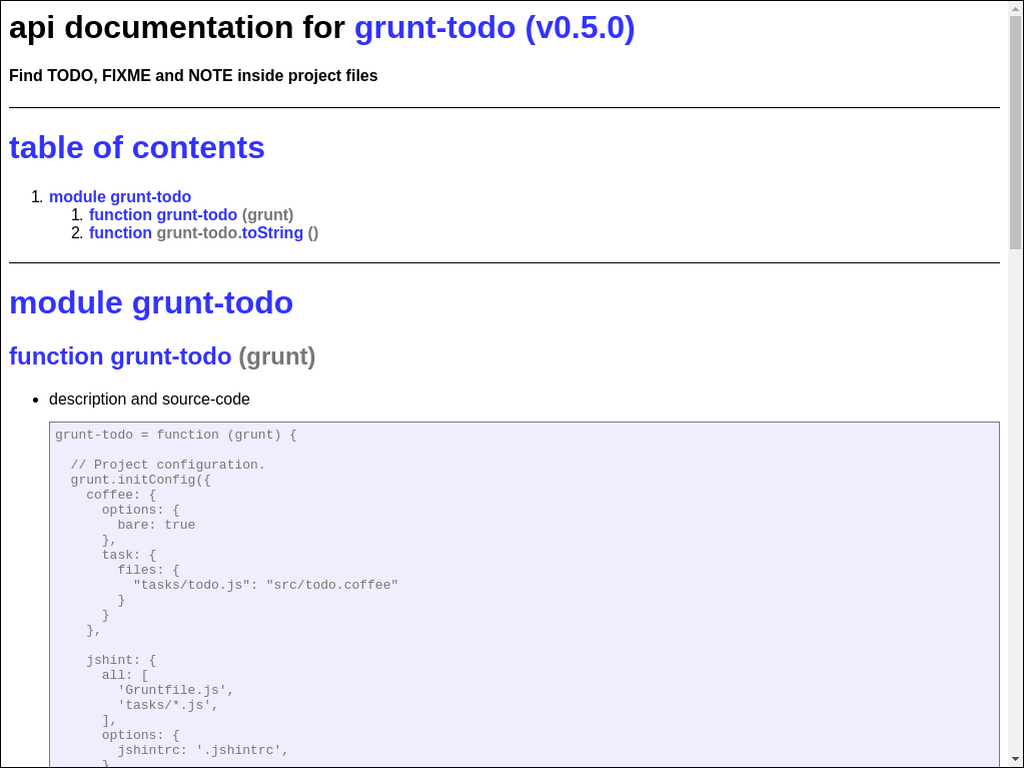 api documentation for grunt-todo (v0.5.0)
Find TODO, FIXME and NOTE inside project files
table of contents
1. module grunt-todo
1. function grunt-todo (grunt)
2. function grunt-todo.toString ()
module grunt-todo
function grunt-todo (grunt)
• description and source-code
grunt-todo = function (grunt) {
  // Project configuration.
  grunt.initConfig({
    coffee: {
      options: {
        bare: true
      },
      task: {
        files: {
          "tasks/todo.js": "src/todo.coffee"
        }
      }
    },
    jshint: {
      all: [
        'Gruntfile.js',
        'tasks/*.js',
      ],
      options: {
        jshintrc: '.jshintrc',
      }